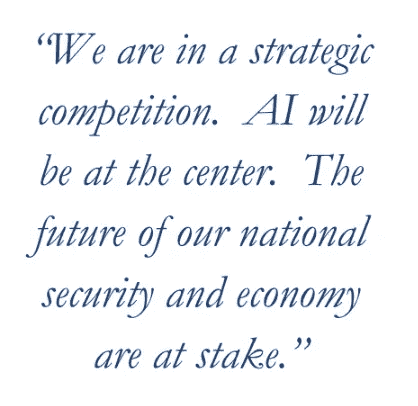 “We are in a strategic
competition.  AI will
be at the center.  The
future of our national
security and economy
are at stake.”